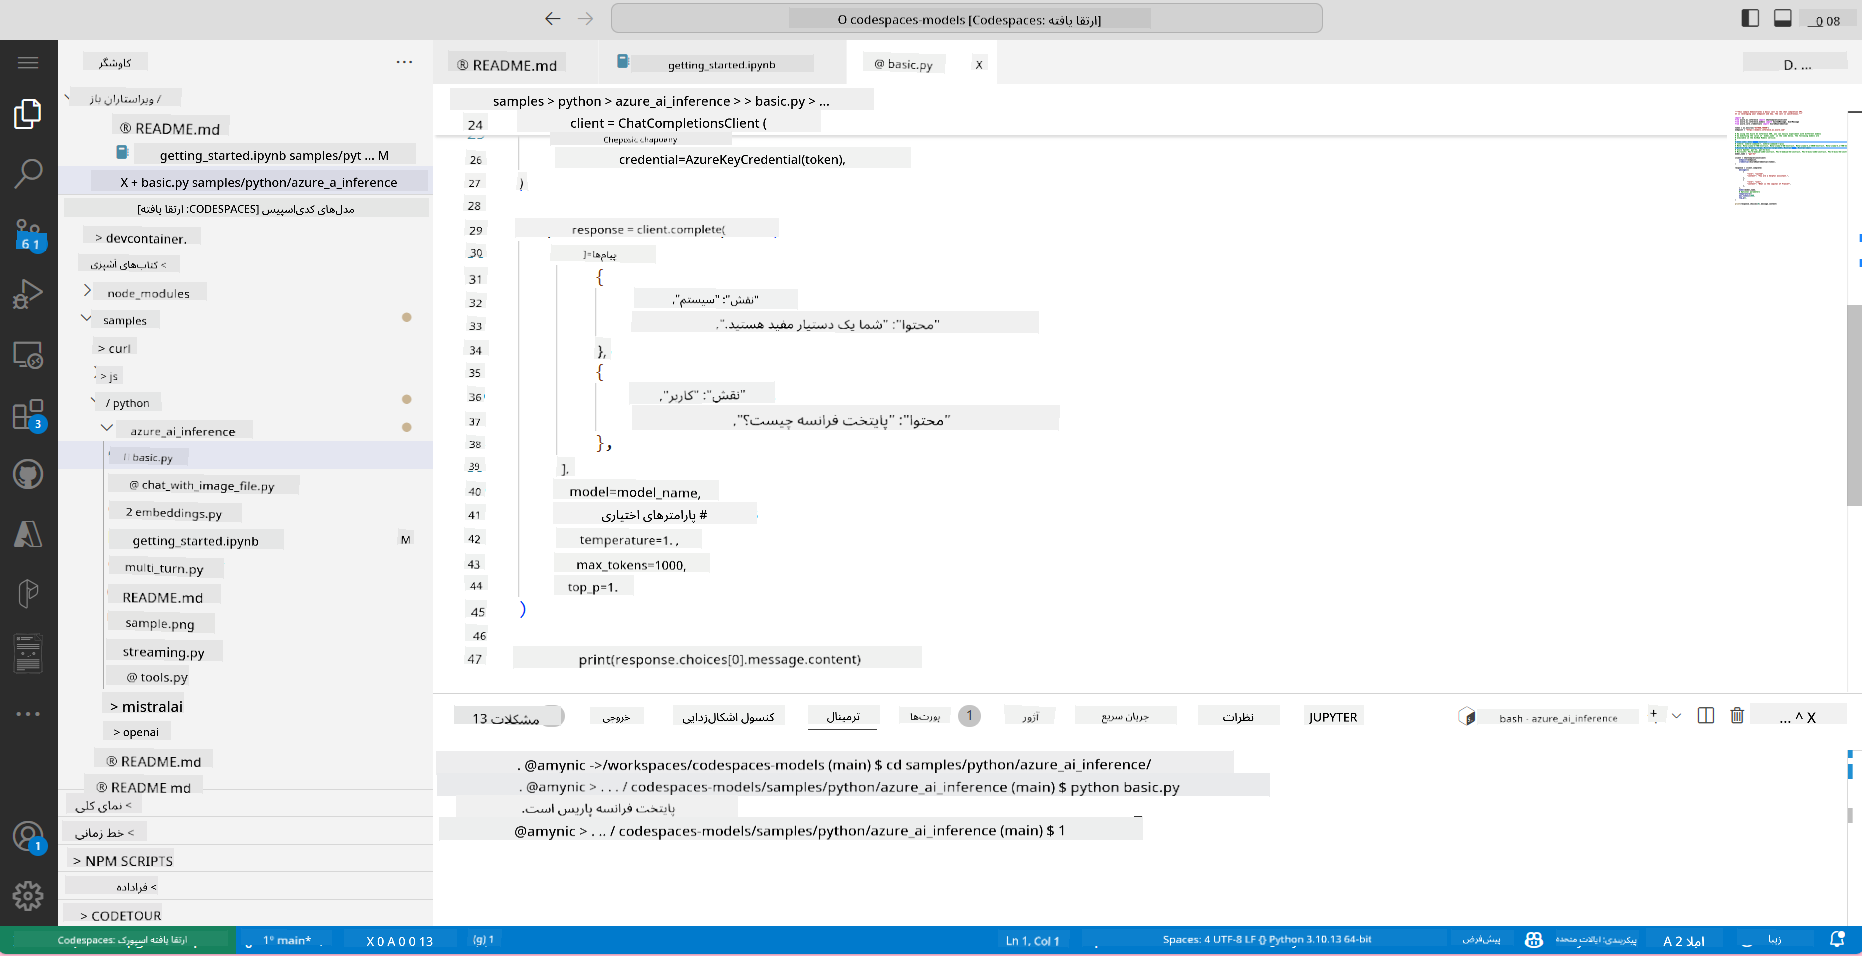 O codespaces-models [Codespaces: ارتقا یافته]
08
کاوشگر
...
/ ویراستاران باز
® README.md
getting_started.ipynb samples/pyt ... M
X + basic.py samples/python/azure_a_inference
مدل‌های کدی‌اسپیس [CODESPACES: ارتقا یافته]
> devcontainer.
> کتاب‌های آشپزی
node_modules
samples
> curl
> js
/ python
azure_ai_inference
basic.py
@ chat_with_image_file.py
2 embeddings.py
getting_started.ipynb M
multi_turn.py
README.md
sample.png
streaming.py
@ tools.py
> mistralai
> openai
® README.md
® README md
> نمای کلی
> خط زمانی
> NPM SCRIPTS
> فراداده
> CODETOUR
61
3
1
® README.md
getting_started.ipynb
@ basic.py X
D. ...
samples > python > azure_ai_inference > > basic.py > ...
24 client = ChatCompletionsClient (
26 credential=AzureKeyCredential(token),
27 )
28
29 response = client.complete(
30 پیام‌ها=[
31 {
32 "نقش": "سیستم",
33 "محتوا": "شما یک دستیار مفید هستید.",
34 },
35 {
36 "نقش": "کاربر",
37 "محتوا": "پایتخت فرانسه چیست؟",
38 },
39 ],
40 model=model_name,
41 # پارامترهای اختیاری
42 temperature=1. ,
43 max_tokens=1000,
44 top_p=1.
45 )
46
47 print(response.choices[0].message.content)
مشکلات 13
خروجی
کنسول اشکال‌زدایی
ترمینال
پورت‌ها 1
آژور
جریان سریع
نظرات
JUPYTER
bash - azure_ai_inference
+
... ^ X
. @amynic ->/workspaces/codespaces-models (main) $ cd samples/python/azure_ai_inference/
. @amynic > . . . / codespaces-models/samples/python/azure_ai_inference (main) $ python basic.py
پایتخت فرانسه پاریس است.
@amynic > . .. / codespaces-models/samples/python/azure_ai_inference (main) $ 1
Codespaces: ارتقا یافته اسپورک
1º main*
X 0 A 0 0 13
(g) 1
Ln 1, Col 1
Spaces: 4 UTF-8 LF {} Python 3.10.13 64-bit
پیش‌فرض
پیکربندی: ایالات متحده
املا 2 A
زیبا